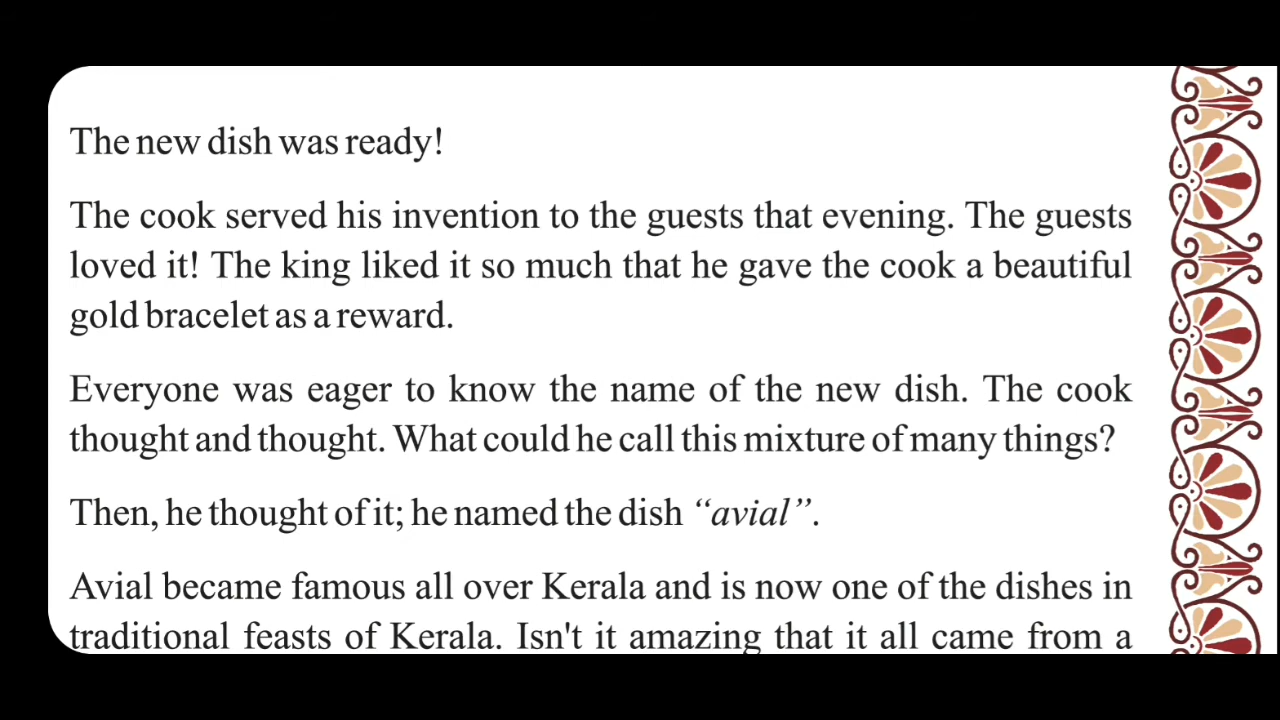 The new dish was ready!
The cook served his invention to the guests that evening. The guests
loved it! The king liked it so much that he gave the cook a beautiful
gold bracelet as a reward.
Everyone was eager to know the name of the new dish. The cook
thought and thought. What could he call this mixture of many things?
Then, he thought of it; he named the dish “avial”.
Avial became famous all over Kerala and is now one of the dishes in
traditional feasts of Kerala. Isn't it amazing that it all came from a